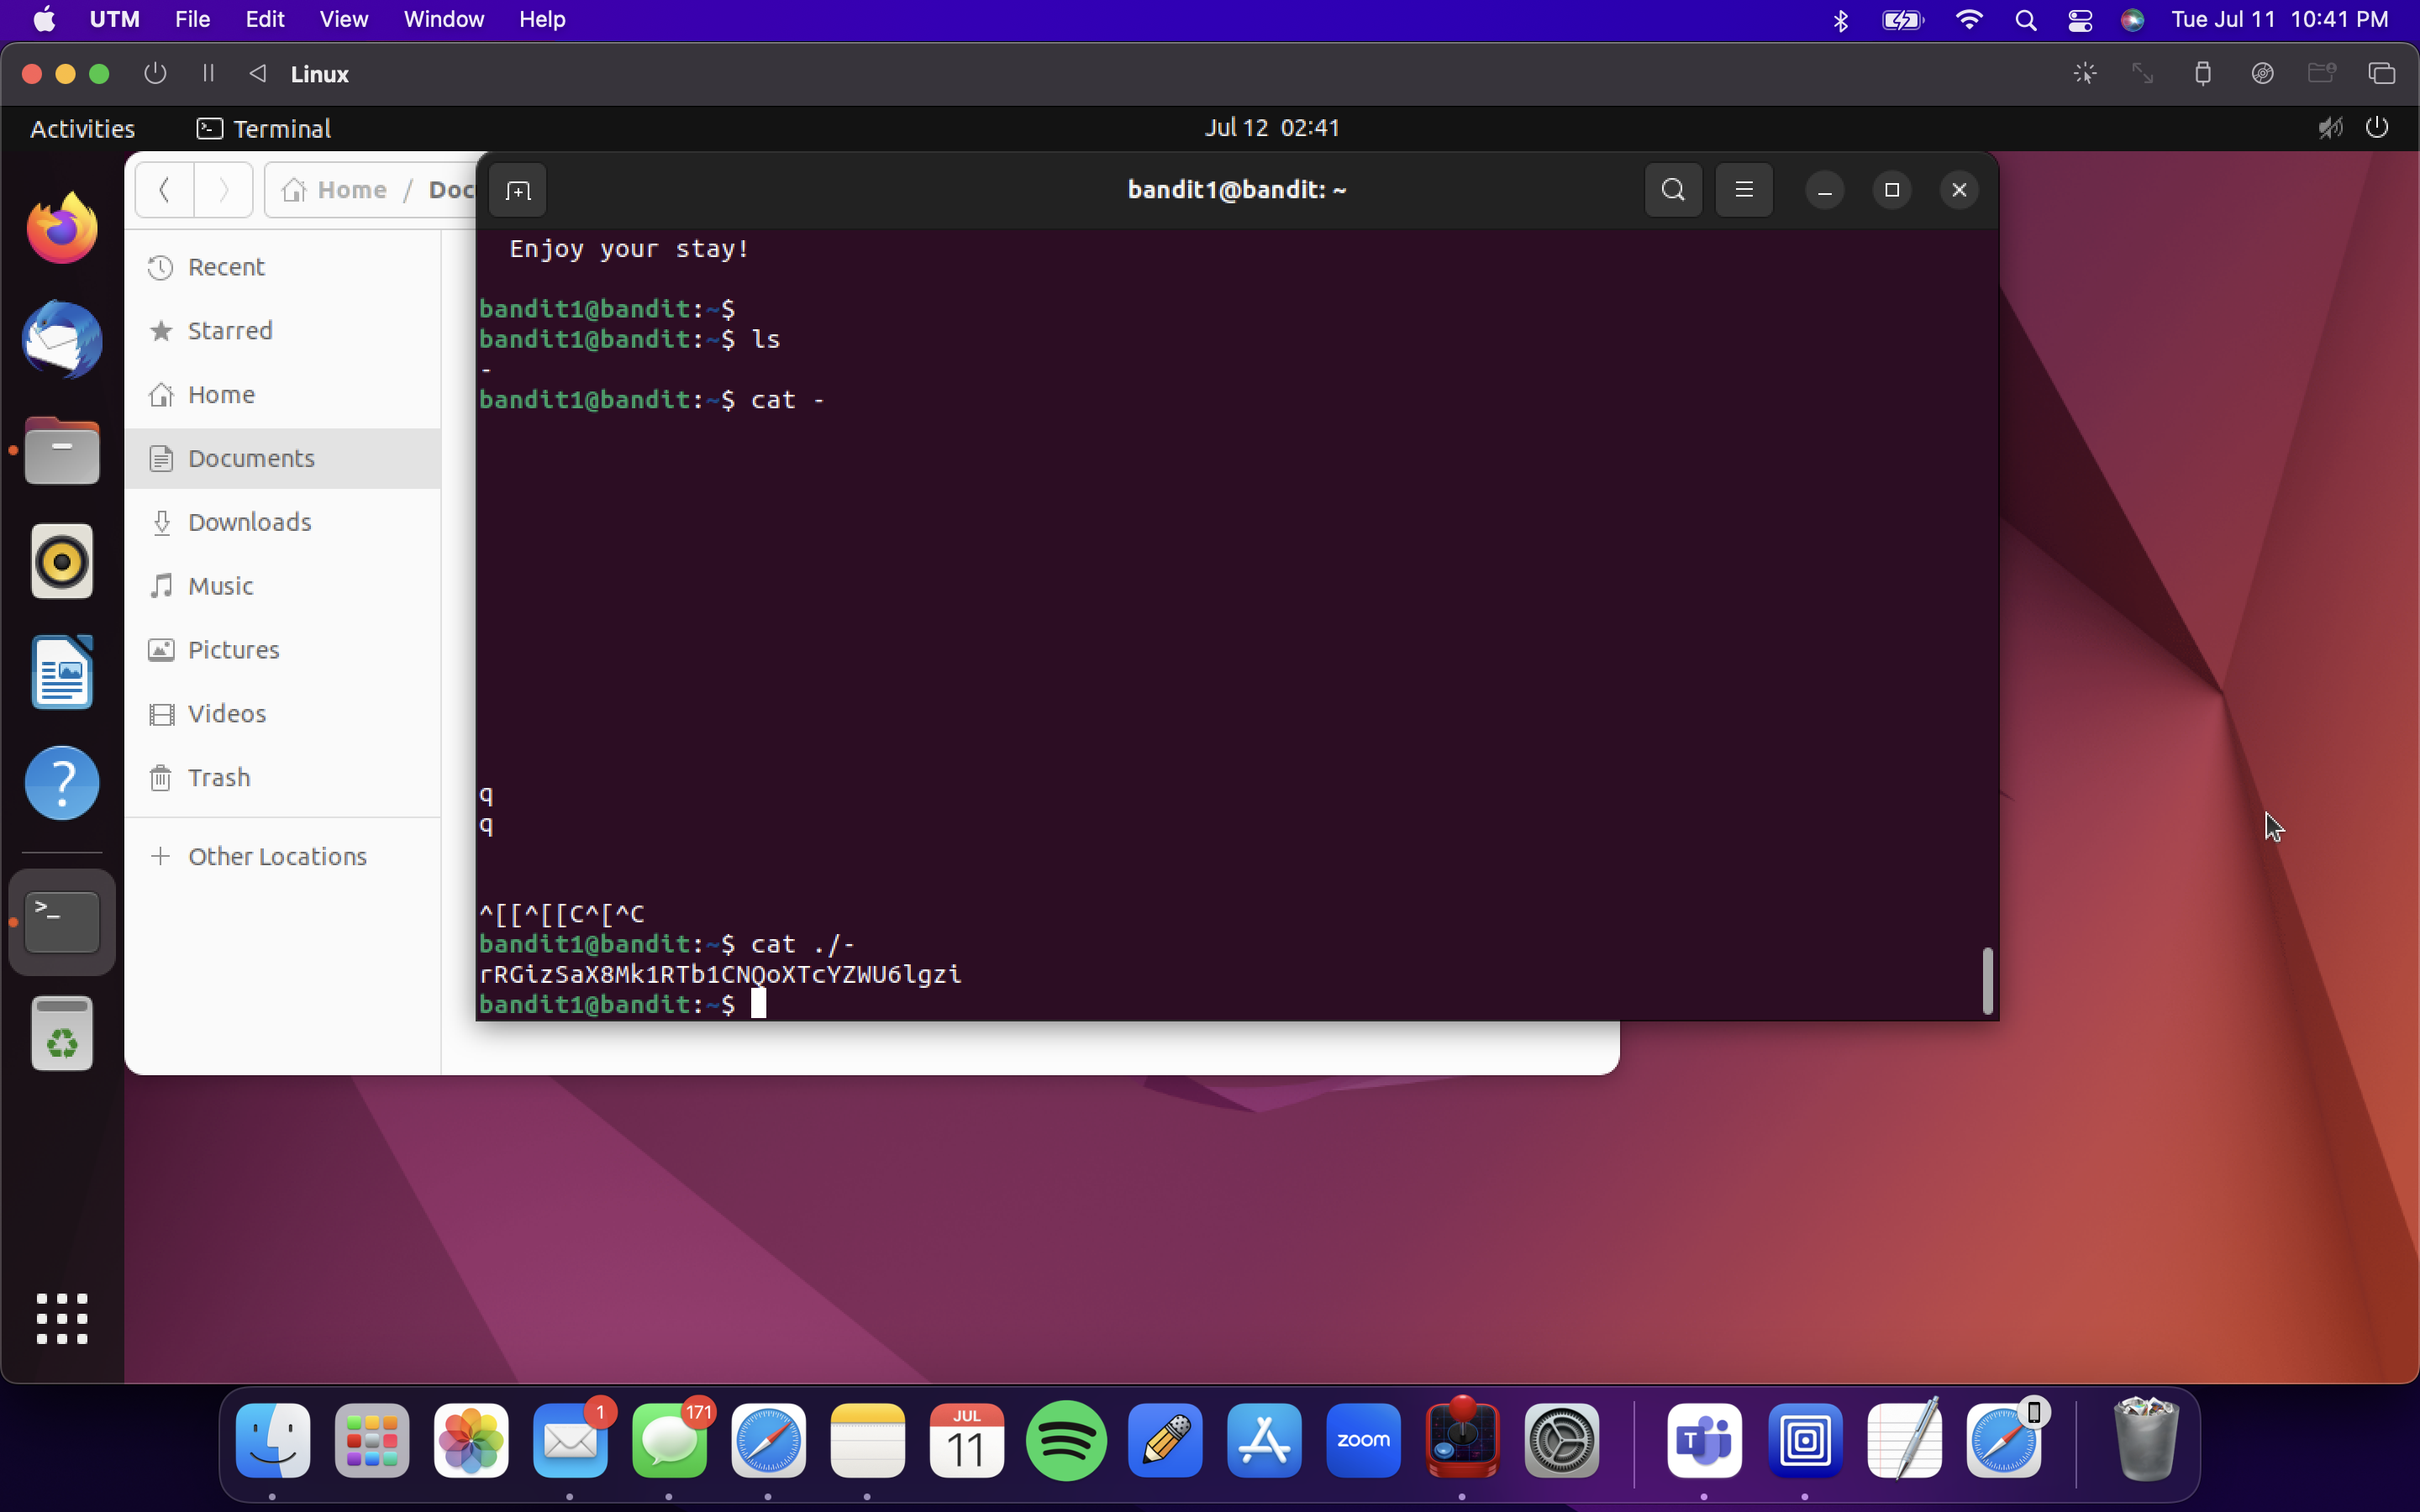 UTM File Edit View Window Help Tue Jul 11 10:41 PM
Linux
Activities Terminal Jul 12 02:41
Home / Doc
bandit1@bandit: ~
Recent
Starred
Home
Documents
Downloads
Music
Pictures
Videos
Trash
+ Other Locations
Enjoy your stay!
bandit1@bandit:~$
bandit1@bandit:~$ ls
-
bandit1@bandit:~$ cat -
q
q
^[[^[[C^[^C
bandit1@bandit:~$ cat ./-
rRGizSaX8Mk1RTb1CNQoXTcYZWU6lgzi
bandit1@bandit:~$
>_
?
1
171
JUL
11
zoom
T